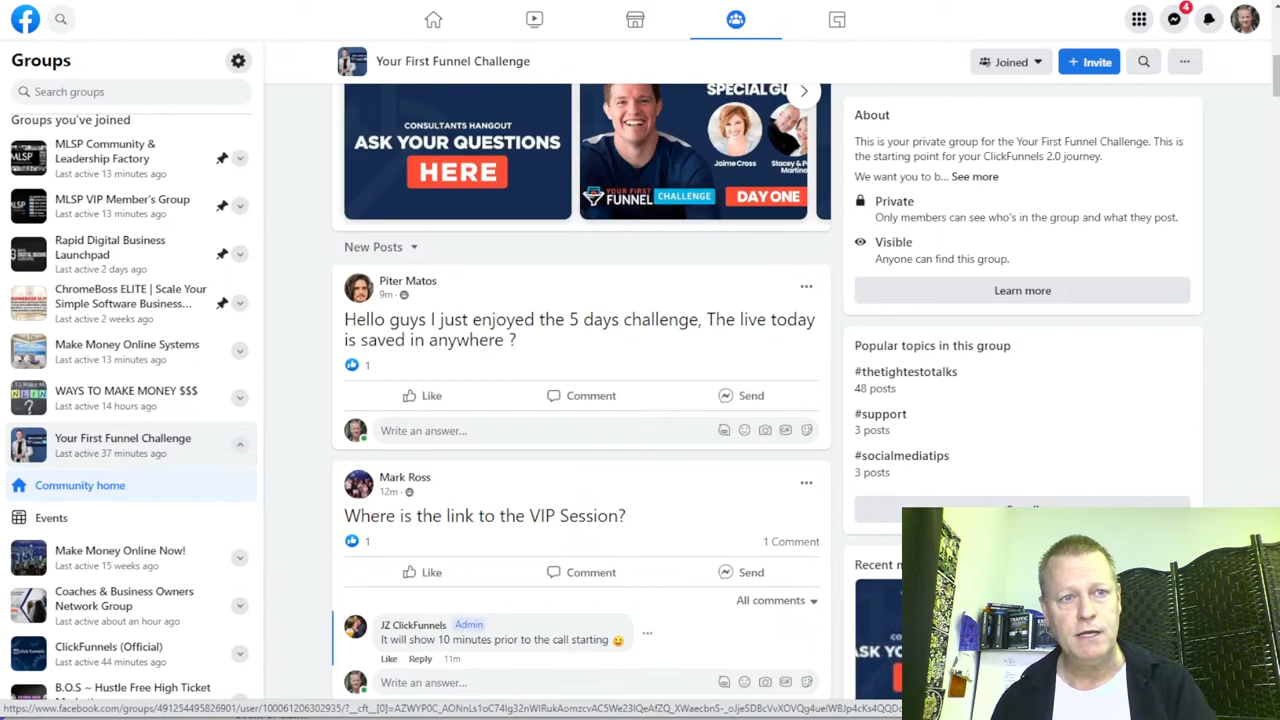 4
Groups
Search groups
Groups you've joined
MLSP Community &
Leadership Factory
Last active 13 minutes ago
MLSP VIP Member's Group
Last active 13 minutes ago
Rapid Digital Business
Launchpad
Last active 2 days ago
ChromeBoss ELITE | Scale Your
Simple Software Business...
Last active 2 weeks ago
Make Money Online Systems
Last active 13 minutes ago
WAYS TO MAKE MONEY $$$
Last active 14 hours ago
Your First Funnel Challenge
Last active 37 minutes ago
Community home
Events
Make Money Online Now!
Last active 15 weeks ago
Coaches & Business Owners
Network Group
Last active about an hour ago
ClickFunnels (Official)
Last active 44 minutes ago
B.O.S ~ Hustle Free High Ticket
Your First Funnel Challenge
Joined
+ Invite
CONSULTANTS HANGOUT
ASK YOUR QUESTIONS
HERE
SPECIAL GU
Jaime Cross
Stacey & P
Martino
YOUR FIRST
FUNNEL CHALLENGE
DAY ONE
New Posts
Piter Matos
9m
Hello guys I just enjoyed the 5 days challenge, The live today
is saved in anywhere ?
1
Like Comment Send
Write an answer...
Mark Ross
12m
Where is the link to the VIP Session?
1
1 Comment
Like Comment Send
All comments
JZ ClickFunnels Admin
It will show 10 minutes prior to the call starting 😀
Like Reply 11m
Write an answer...
About
This is your private group for the Your First Funnel Challenge. This is
the starting point for your ClickFunnels 2.0 journey.
We want you to b... See more
Private
Only members can see who's in the group and what they post.
Visible
Anyone can find this group.
Learn more
Popular topics in this group
#thetightestotalks
48 posts
#support
3 posts
#socialmediatips
3 posts
Recent m
TRAFFIC